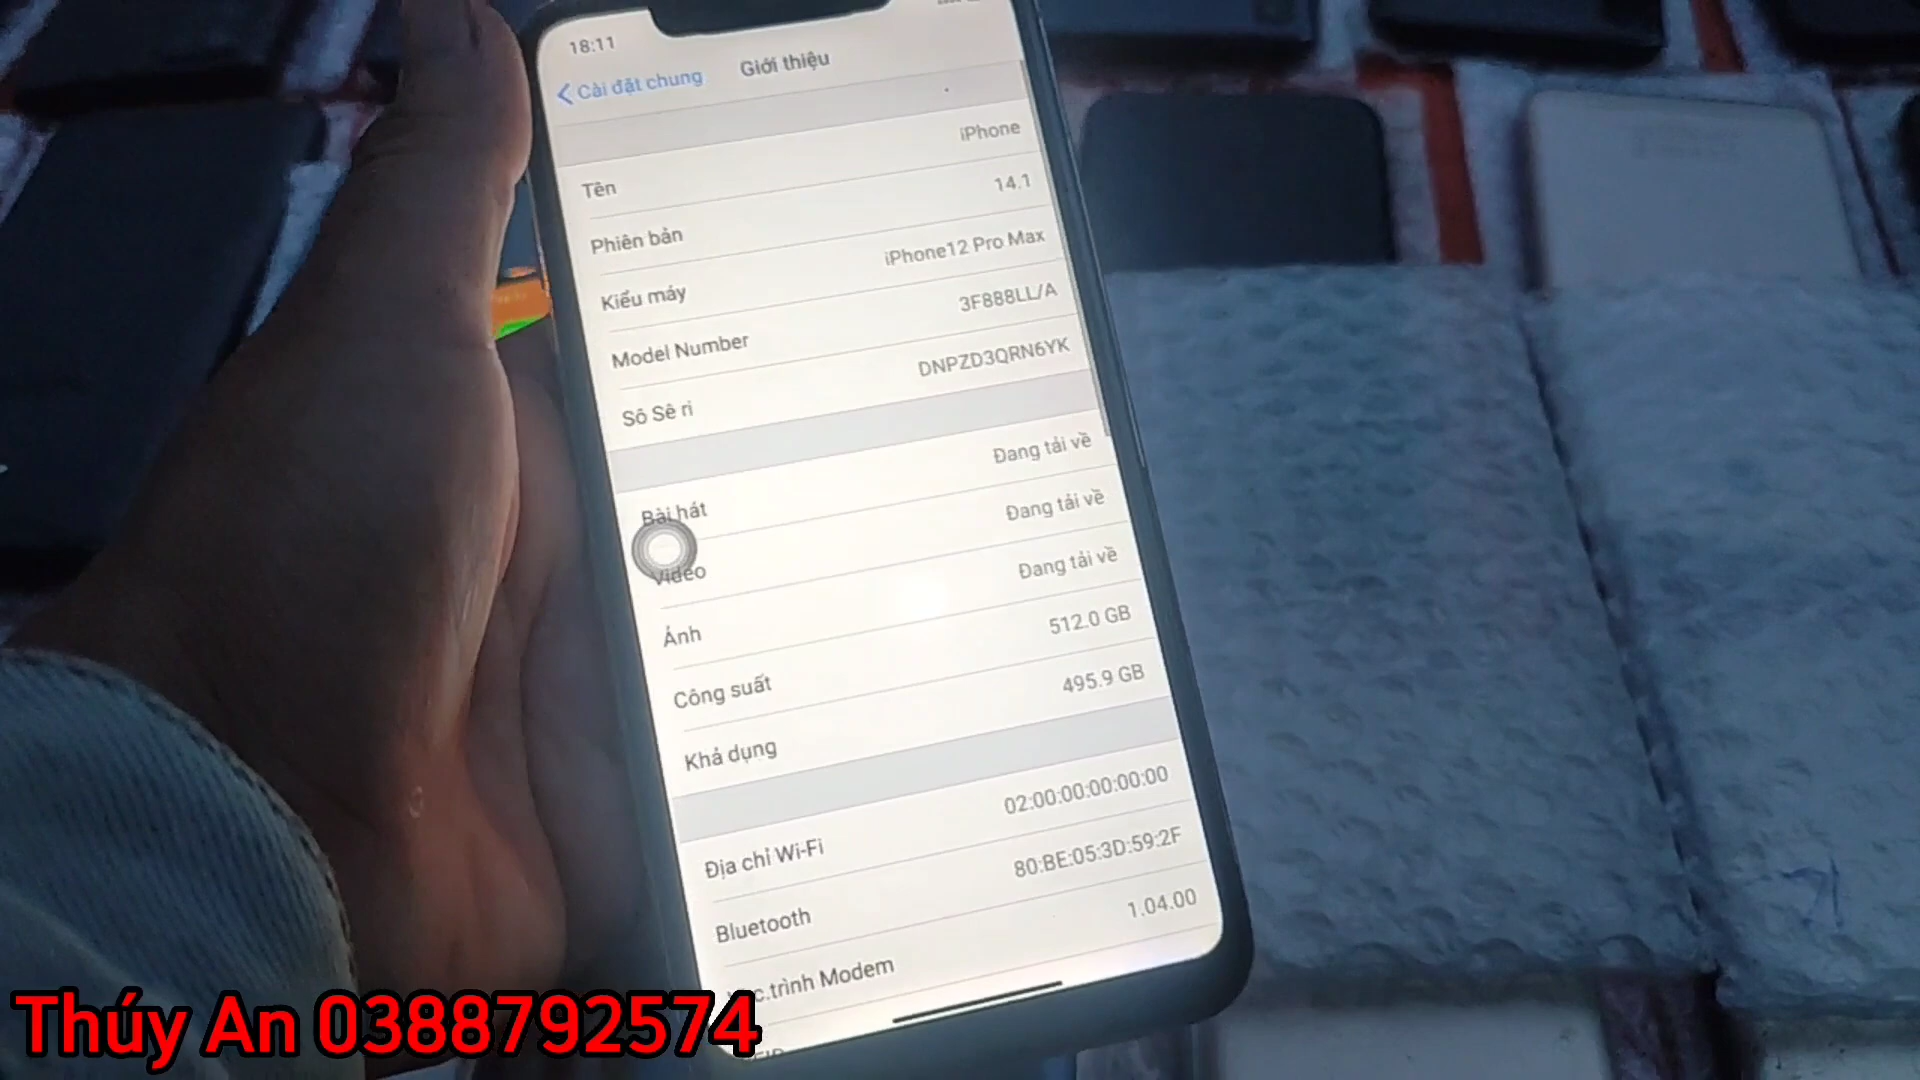 18:11
Cài đặt chung
Giới thiệu
Tên
iPhone
Phiên bản
14.1
Kiểu máy
iPhone12 Pro Max
Model Number
3F888LL/A
Số Sê ri
DNPZD3QRN6YK
Bài hát
Đang tải về
Video
Đang tải về
Ảnh
Đang tải về
Công suất
512.0 GB
Khả dụng
495.9 GB
Địa chỉ Wi-Fi
02:00:00:00:00:00
Bluetooth
80:BE:05:3D:59:2F
c.trình Modem
1.04.00
Thúy An 0388792574